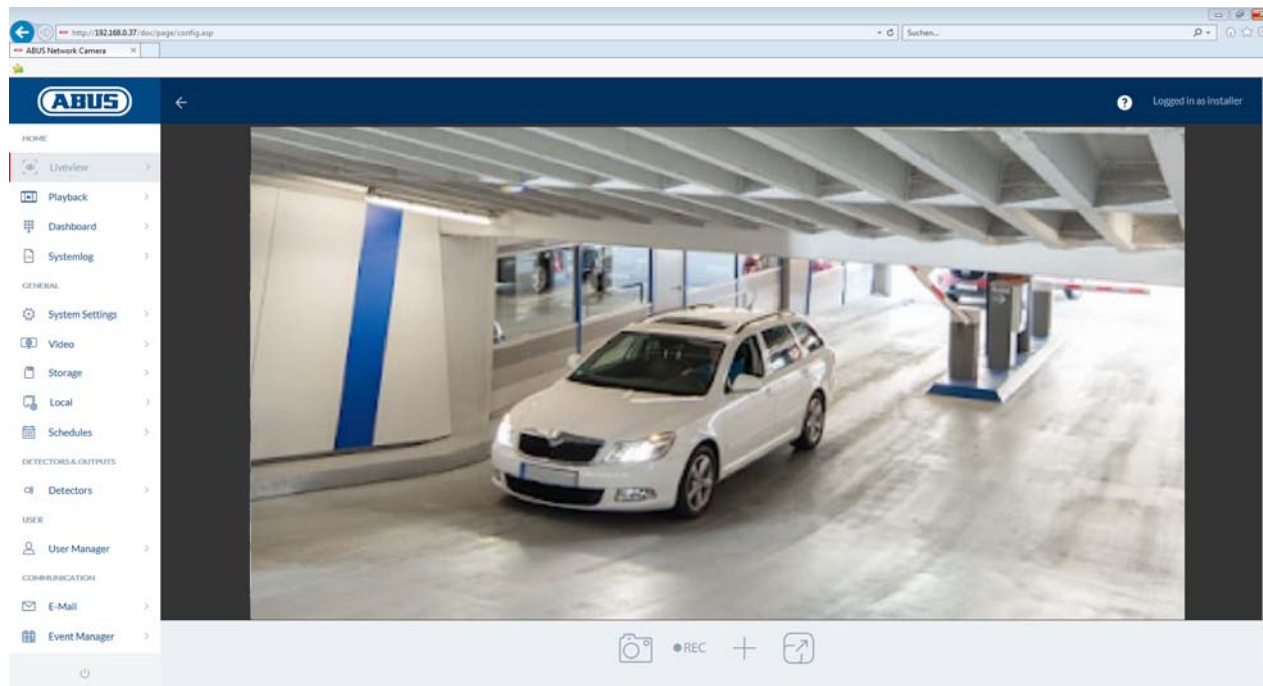 http://192.168.0.37/doc/page/config.asp
Suchen...
ABUS Network Camera
ABUS
Logged in as installer
HOME
Liveview
Playback
Dashboard
Systemlog
GENERAL
System Settings
Video
Storage
Local
Schedules
DETECTORS & OUTPUTS
Detectors
USER
User Manager
COMMUNICATION
E-Mail
Event Manager
REC